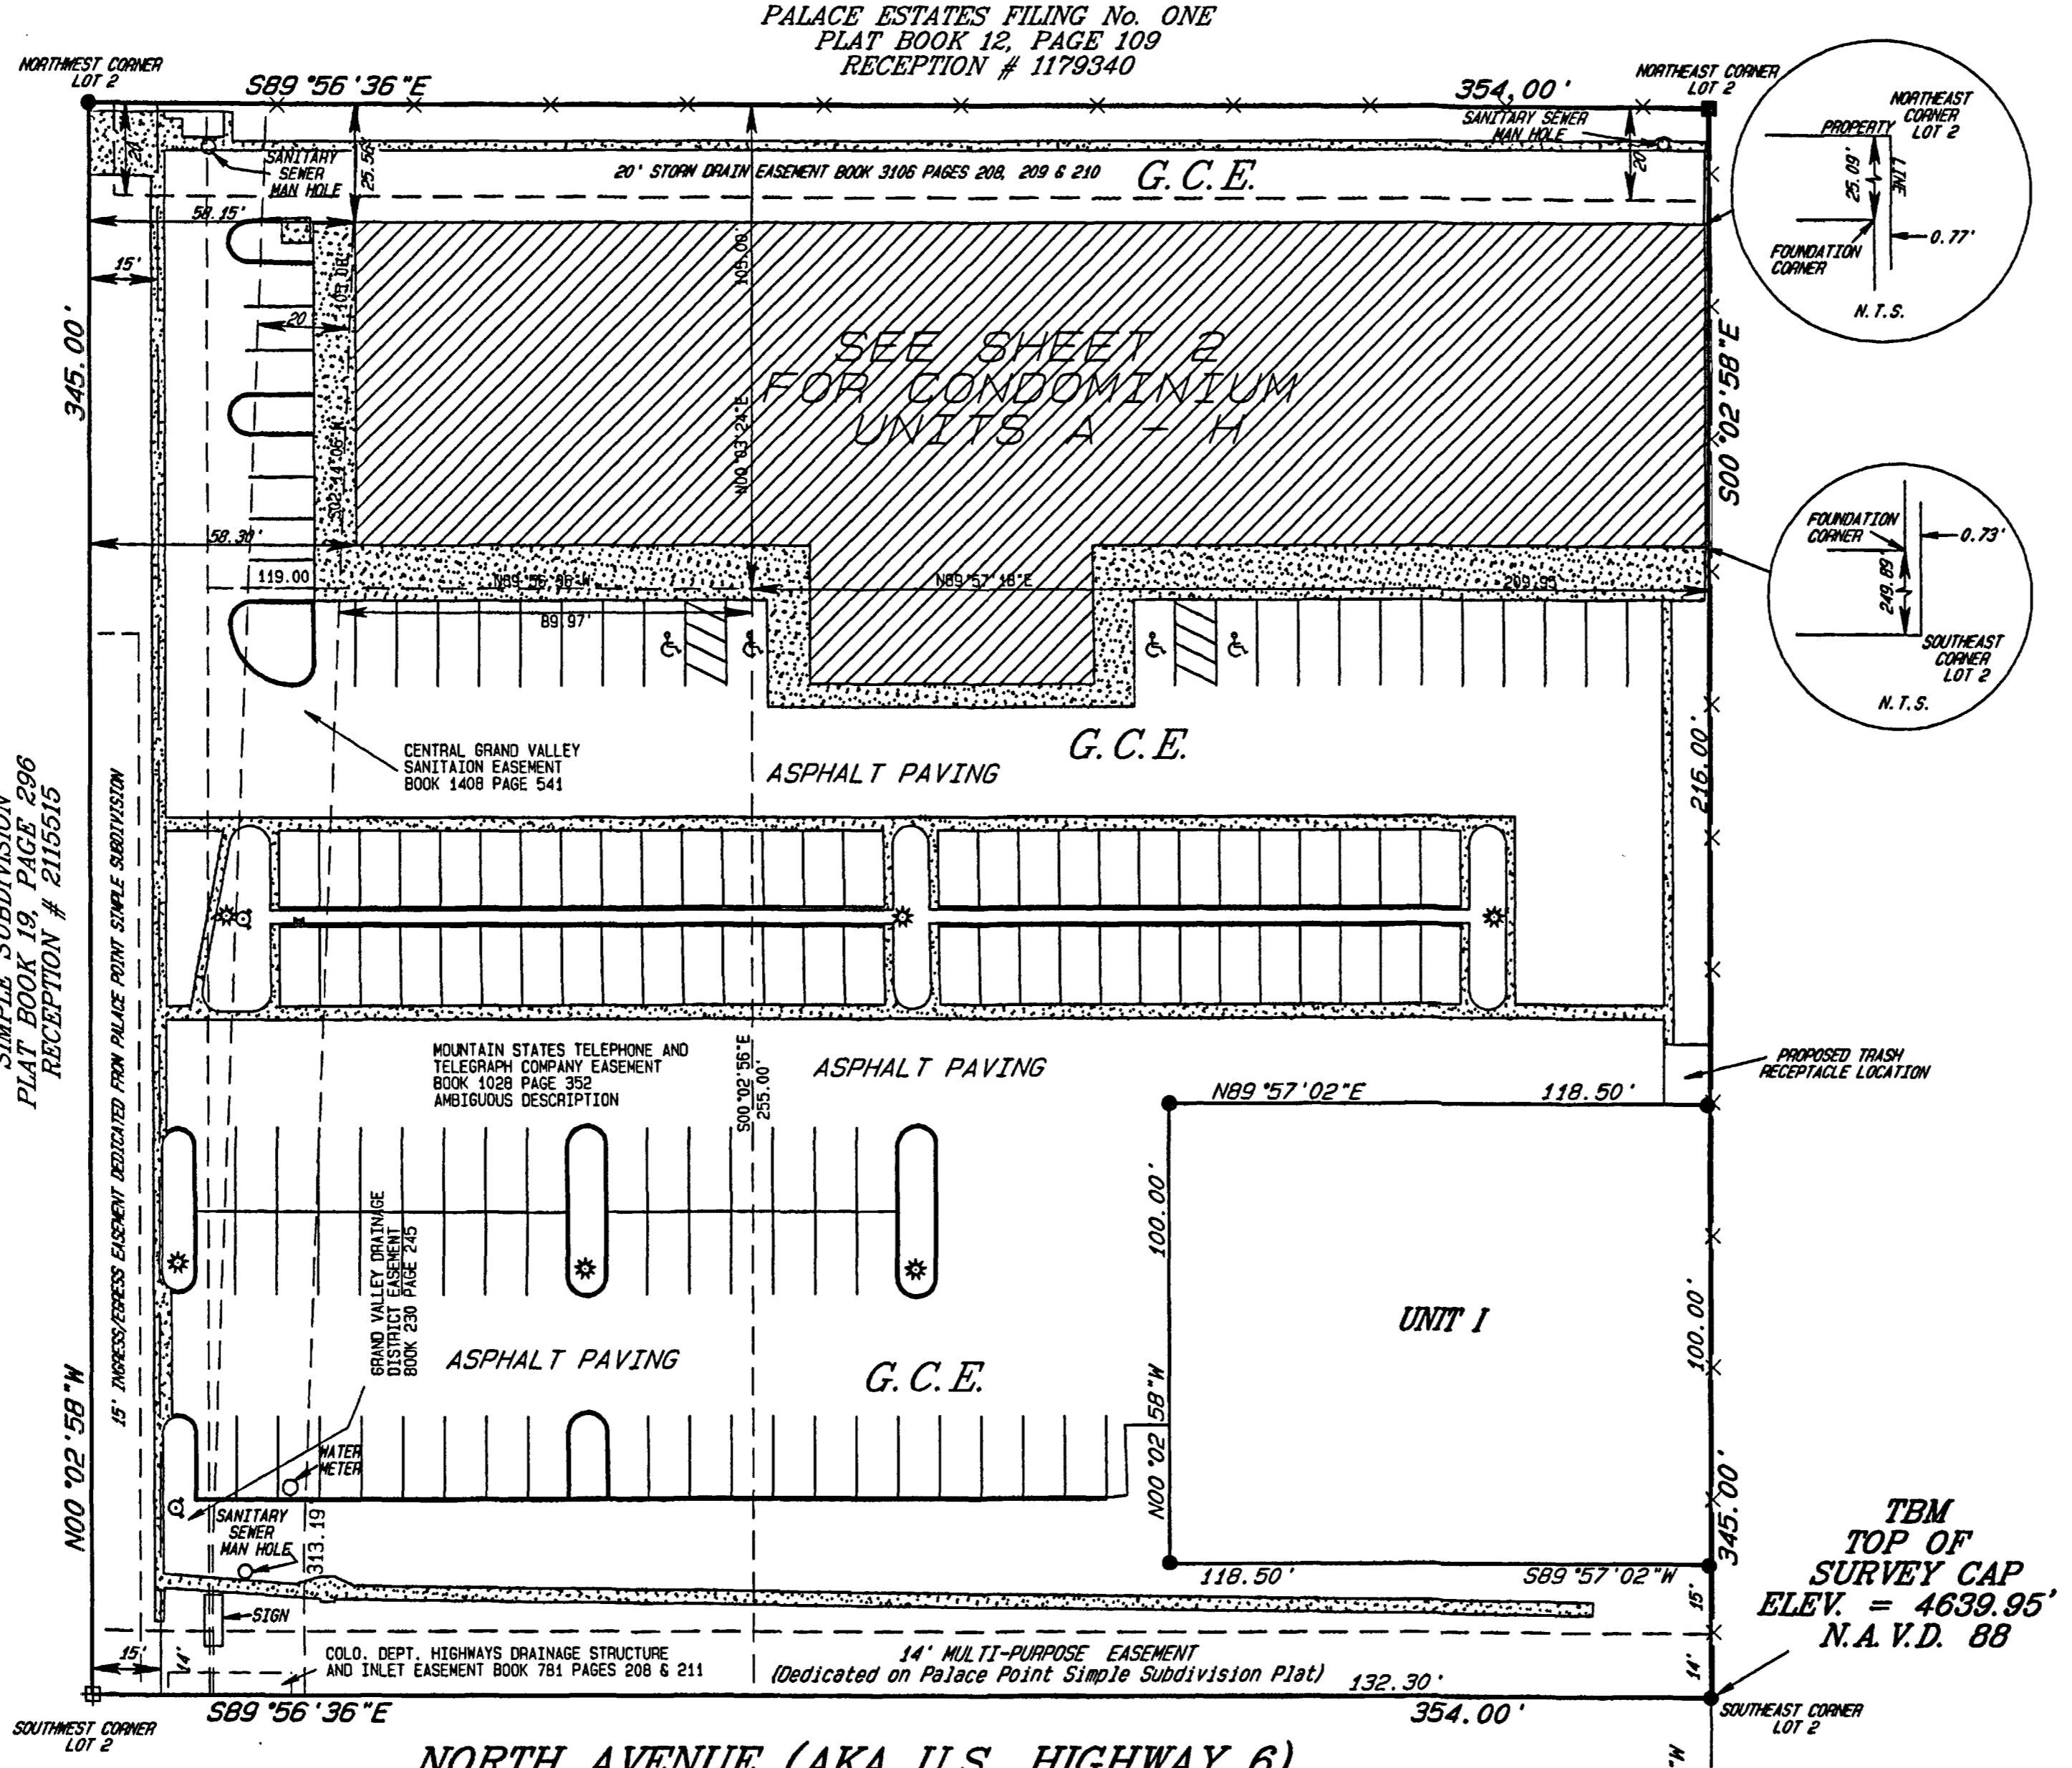 PALACE ESTATES FILING No. ONE
PLAT BOOK 12, PAGE 109
RECEPTION # 1179340
NORTHWEST CORNER
LOT 2
S89°56'36"E
354.00'
NORTHEAST CORNER
LOT 2
SANITARY SEWER
MAN HOLE
20'
SANITARY
SEWER
MAN HOLE
25.56'
20' STORM DRAIN EASEMENT BOOK 3106 PAGES 208, 209 & 210
G.C.E.
20'
NORTHEAST
CORNER
LOT 2
PROPERTY
LINE
25.09'
0.77'
FOUNDATION
CORNER
N.T.S.
58.15'
15'
345.00'
105.08'
105.00'
20
SEE SHEET 2
FOR CONDOMINIUM
UNITS A - H
S02°14'06"W
N00°03'24"E
S00°02'58"E
58.30'
119.00
N89°56'36"W
N89°57'18"E
209.95'
89.97'
FOUNDATION
CORNER
0.73'
249.89'
SOUTHEAST
CORNER
LOT 2
N.T.S.
CENTRAL GRAND VALLEY
SANITAION EASEMENT
BOOK 1408 PAGE 541
ASPHALT PAVING
G.C.E.
216.00'
SIMPLE SUBDIVISION
PLAT BOOK 19, PAGE 296
RECEPTION # 2115515
15' INGRESS/EGRESS EASEMENT DEDICATED FROM PALACE POINT SIMPLE SUBDIVISION
MOUNTAIN STATES TELEPHONE AND
TELEGRAPH COMPANY EASEMENT
BOOK 1028 PAGE 352
AMBIGUOUS DESCRIPTION
S00°02'56"E
255.00'
ASPHALT PAVING
PROPOSED TRASH
RECEPTACLE LOCATION
N89°57'02"E
118.50'
100.00'
GRAND VALLEY DRAINAGE
DISTRICT EASEMENT
BOOK 230 PAGE 245
UNIT I
100.00'
ASPHALT PAVING
G.C.E.
N00°02'58"W
N00°02'58"W
WATER
METER
SANITARY
SEWER
MAN HOLE
313.19
345.00'
118.50'
S89°57'02"W
15'
TBM
TOP OF
SURVEY CAP
ELEV. = 4639.95'
N.A.V.D. 88
SIGN
15'
14'
COLO. DEPT. HIGHWAYS DRAINAGE STRUCTURE
AND INLET EASEMENT BOOK 781 PAGES 208 & 211
14' MULTI-PURPOSE EASEMENT
(Dedicated on Palace Point Simple Subdivision Plat)
132.30'
14'
S89°56'36"E
354.00'
SOUTHWEST CORNER
LOT 2
SOUTHEAST CORNER
LOT 2
NORTH AVENUE (AKA U.S. HIGHWAY 6)
"W